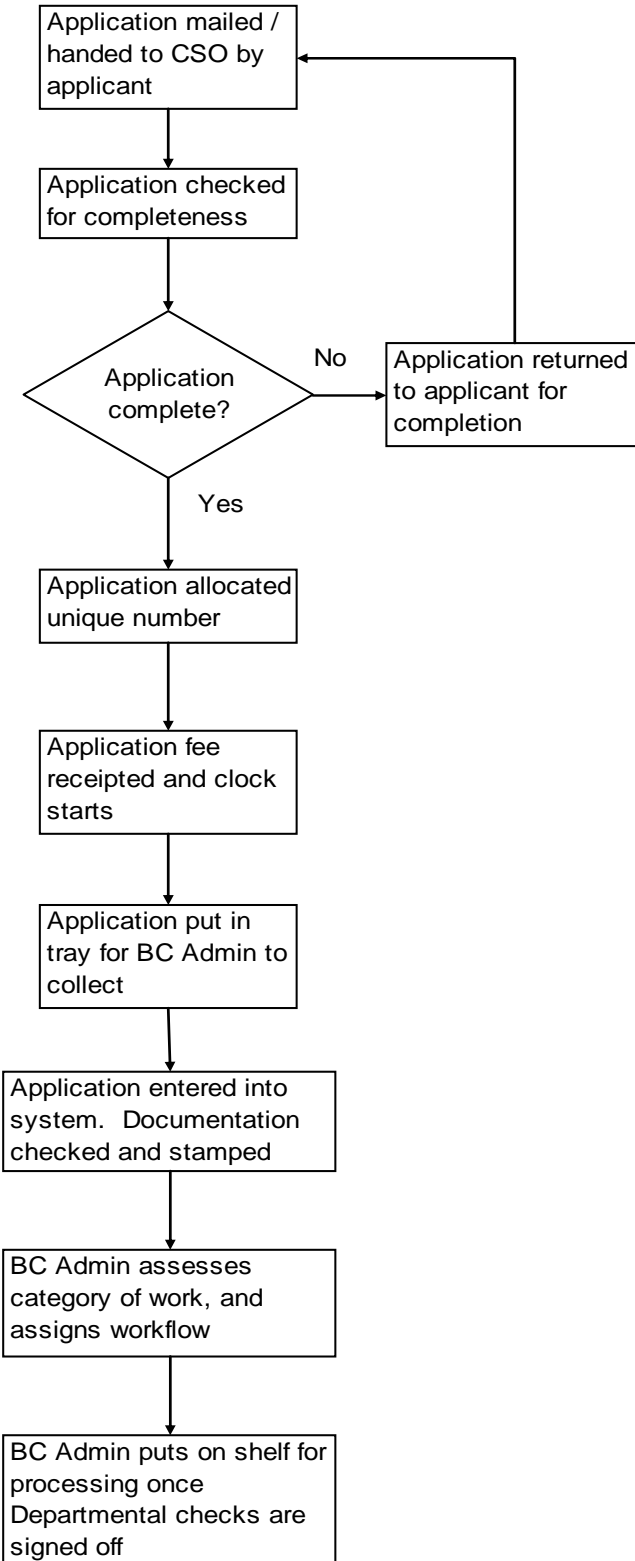 Application mailed /
handed to CSO by
applicant
Application checked
for completeness
Application
complete?
No
Application returned
to applicant for
completion
Yes
Application allocated
unique number
Application fee
receipted and clock
starts
Application put in
tray for BC Admin to
collect
Application entered into
system.  Documentation
checked and stamped
BC Admin assesses
category of work, and
assigns workflow
BC Admin puts on shelf for
processing once
Departmental checks are
signed off